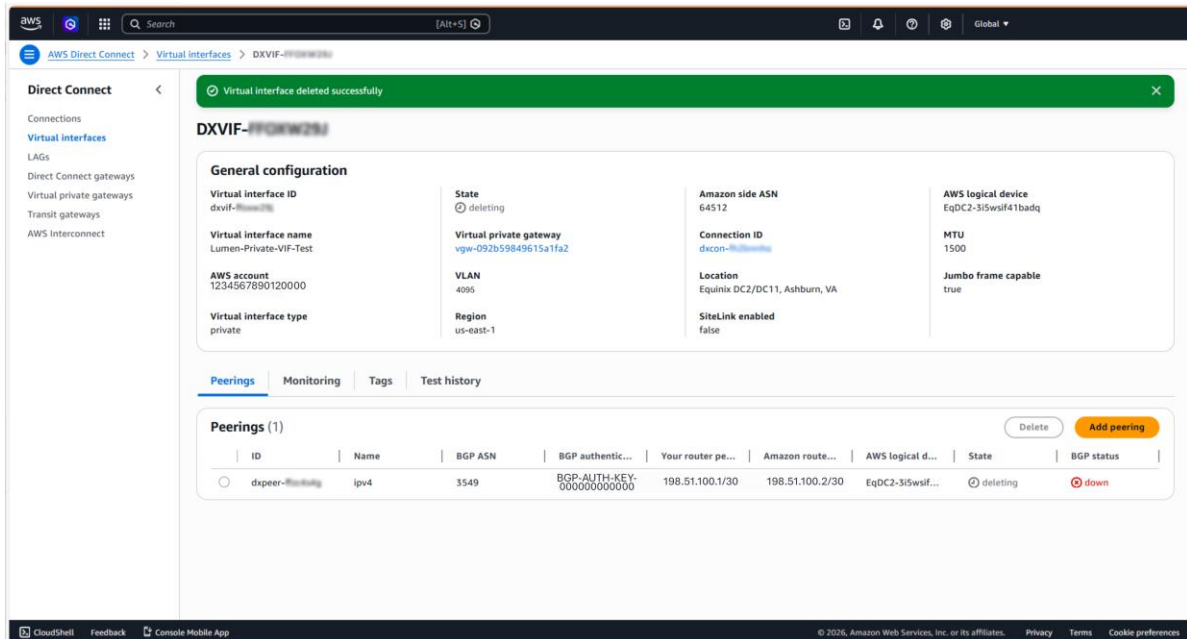 aws Search [Alt+S] Global
AWS Direct Connect > Virtual interfaces > DXVIF-
Direct Connect
Connections
Virtual interfaces
LAGs
Direct Connect gateways
Virtual private gateways
Transit gateways
AWS Interconnect
Virtual interface deleted successfully
DXVIF-
General configuration
Virtual interface ID
dxvif-
Virtual interface name
Lumen-Private-VIF-Test
AWS account
1234567890120000
Virtual interface type
private
State
deleting
Virtual private gateway
vgw-092b59849615a1fa2
VLAN
4095
Region
us-east-1
Amazon side ASN
64512
Connection ID
dxcon-
Location
Equinix DC2/DC11, Ashburn, VA
SiteLink enabled
false
AWS logical device
EqDC2-3i5wsif41badq
MTU
1500
Jumbo frame capable
true
Peerings Monitoring Tags Test history
Peerings (1) Delete Add peering
ID Name BGP ASN BGP authentic... Your router pe... Amazon route... AWS logical d... State BGP status
dxpeer- ipv4 3549 BGP-AUTH-KEY-000000000000 198.51.100.1/30 198.51.100.2/30 EqDC2-3i5wsif... deleting down
CloudShell Feedback Console Mobile App © 2026, Amazon Web Services, Inc. or its affiliates. Privacy Terms Cookie preferences